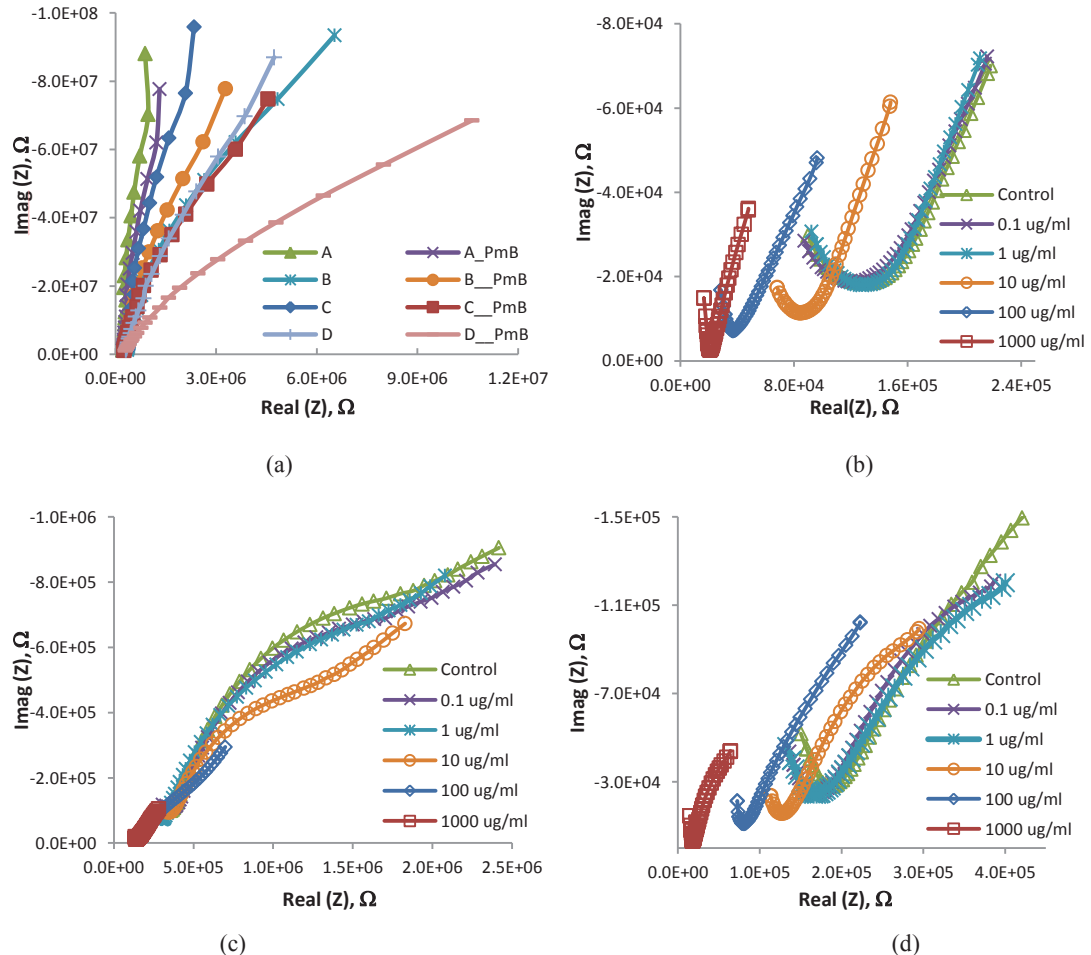 -1.0E+08
-8.0E+07
-6.0E+07
-4.0E+07
-2.0E+07
0.0E+00
Imag (Z), Ω
A
A_PmB
B
B__PmB
C
C__PmB
D
D__PmB
0.0E+00
3.0E+06
6.0E+06
9.0E+06
1.2E+07
Real (Z), Ω
(a)
-8.0E+04
-6.0E+04
-4.0E+04
-2.0E+04
0.0E+00
Imag (Z), Ω
Control
0.1 ug/ml
1 ug/ml
10 ug/ml
100 ug/ml
1000 ug/ml
0.0E+00
8.0E+04
1.6E+05
2.4E+05
Real(Z), Ω
(b)
-1.0E+06
-8.0E+05
-6.0E+05
-4.0E+05
-2.0E+05
0.0E+00
Imag (Z), Ω
Control
0.1 ug/ml
1 ug/ml
10 ug/ml
100 ug/ml
1000 ug/ml
0.0E+00
5.0E+05
1.0E+06
1.5E+06
2.0E+06
2.5E+06
Real (Z), Ω
(c)
-1.5E+05
-1.1E+05
-7.0E+04
-3.0E+04
Imag (Z), Ω
Control
0.1 ug/ml
1 ug/ml
10 ug/ml
100 ug/ml
1000 ug/ml
0.0E+00
1.0E+05
2.0E+05
3.0E+05
4.0E+05
Real (Z), Ω
(d)